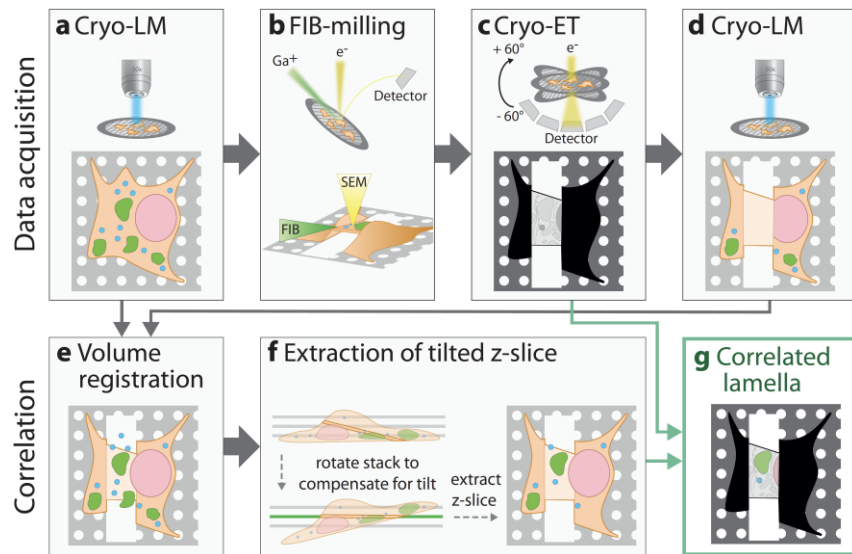 Data acquisition
a Cryo-LM
b FIB-milling
Ga+
e-
Detector
SEM
FIB
c Cryo-ET
+ 60°
e-
- 60°
Detector
d Cryo-LM
Correlation
e Volume
registration
f Extraction of tilted z-slice
rotate stack to
compensate for tilt
extract
z-slice
g Correlated
lamella